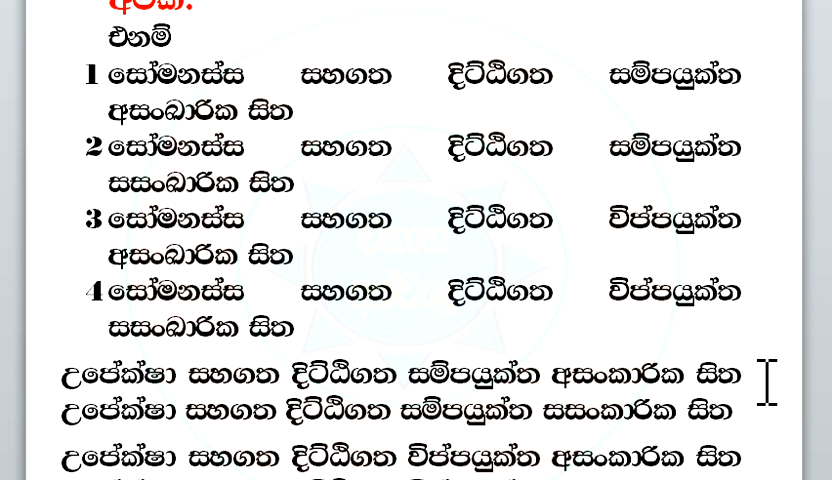 එනම්
1 සෝමනස්ස සහගත දිට්ඨිගත සම්පයුක්ත
අසංඛාරික සිත
2 සෝමනස්ස සහගත දිට්ඨිගත සම්පයුක්ත
සසංඛාරික සිත
3 සෝමනස්ස සහගත දිට්ඨිගත විප්පයුක්ත
අසංඛාරික සිත
4 සෝමනස්ස සහගත දිට්ඨිගත විප්පයුක්ත
සසංඛාරික සිත
උපේක්ෂා සහගත දිට්ඨිගත සම්පයුක්ත අසංකාරික සිත
උපේක්ෂා සහගත දිට්ඨිගත සම්පයුක්ත සසංකාරික සිත
උපේක්ෂා සහගත දිට්ඨිගත විප්පයුක්ත අසංකාරික සිත